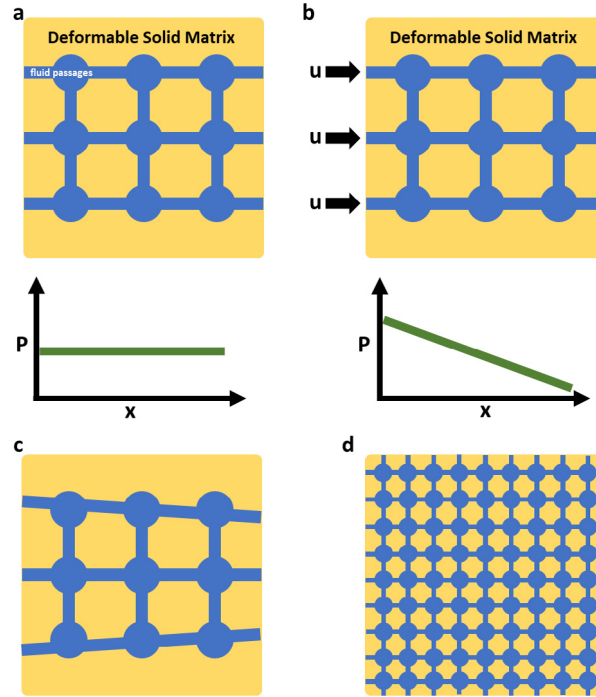 a
Deformable Solid Matrix
fluid passages
P
x
b
Deformable Solid Matrix
u
u
u
P
x
c
d